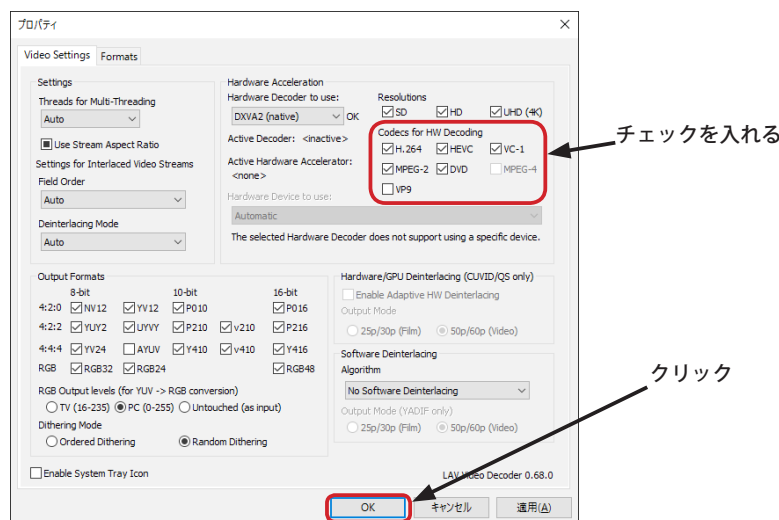 プロパティ
Video Settings Formats
Settings
Threads for Multi-Threading
Auto
Use Stream Aspect Ratio
Settings for Interlaced Video Streams
Field Order
Auto
Deinterlacing Mode
Auto
Hardware Acceleration
Hardware Decoder to use:
DXVA2 (native) OK
Active Decoder: <inactive>
Active Hardware Accelerator:
<none>
Hardware Device to use:
Automatic
The selected Hardware Decoder does not support using a specific device.
Resolutions
SD HD UHD (4K)
Codecs for HW Decoding
H.264 HEVC VC-1
MPEG-2 DVD MPEG-4
VP9
チェックを入れる
Output Formats
8-bit 10-bit 16-bit
4:2:0 NV12 YV12 P010 P016
4:2:2 YUY2 UYVY P210 v210 P216
4:4:4 YV24 AYUV Y410 v410 Y416
RGB RGB32 RGB24 RGB48
RGB Output levels (for YUV -> RGB conversion)
TV (16-235) PC (0-255) Untouched (as input)
Dithering Mode
Ordered Dithering Random Dithering
Hardware/GPU Deinterlacing (CUVID/QS only)
Enable Adaptive HW Deinterlacing
Output Mode
25p/30p (Film) 50p/60p (Video)
Software Deinterlacing
Algorithm
No Software Deinterlacing
Output Mode (YADIF only)
25p/30p (Film) 50p/60p (Video)
クリック
Enable System Tray Icon
LAV Video Decoder 0.68.0
OK キャンセル 適用(A)